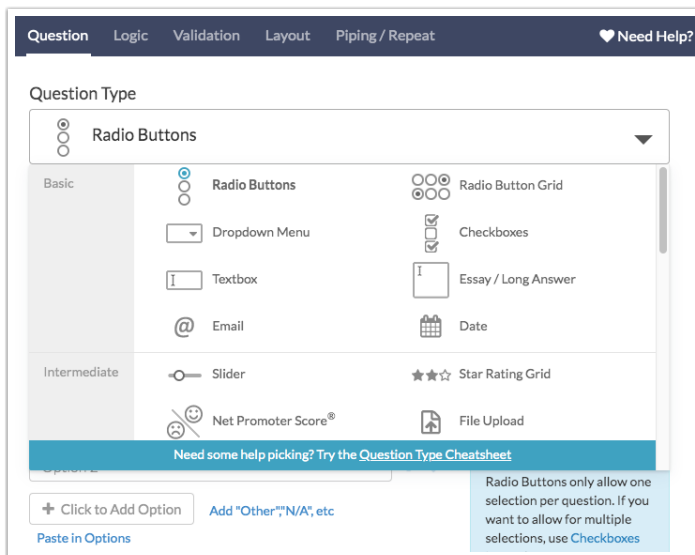 Question Logic Validation Layout Piping / Repeat Need Help?
Question Type
Radio Buttons
Basic
Radio Buttons Radio Button Grid
Dropdown Menu Checkboxes
Textbox Essay / Long Answer
@ Email Date
Intermediate
Slider Star Rating Grid
Net Promoter Score® File Upload
Need some help picking? Try the Question Type Cheatsheet
+ Click to Add Option Add "Other","N/A", etc
Paste in Options
Radio Buttons only allow one
selection per question. If you
want to allow for multiple
selections, use Checkboxes